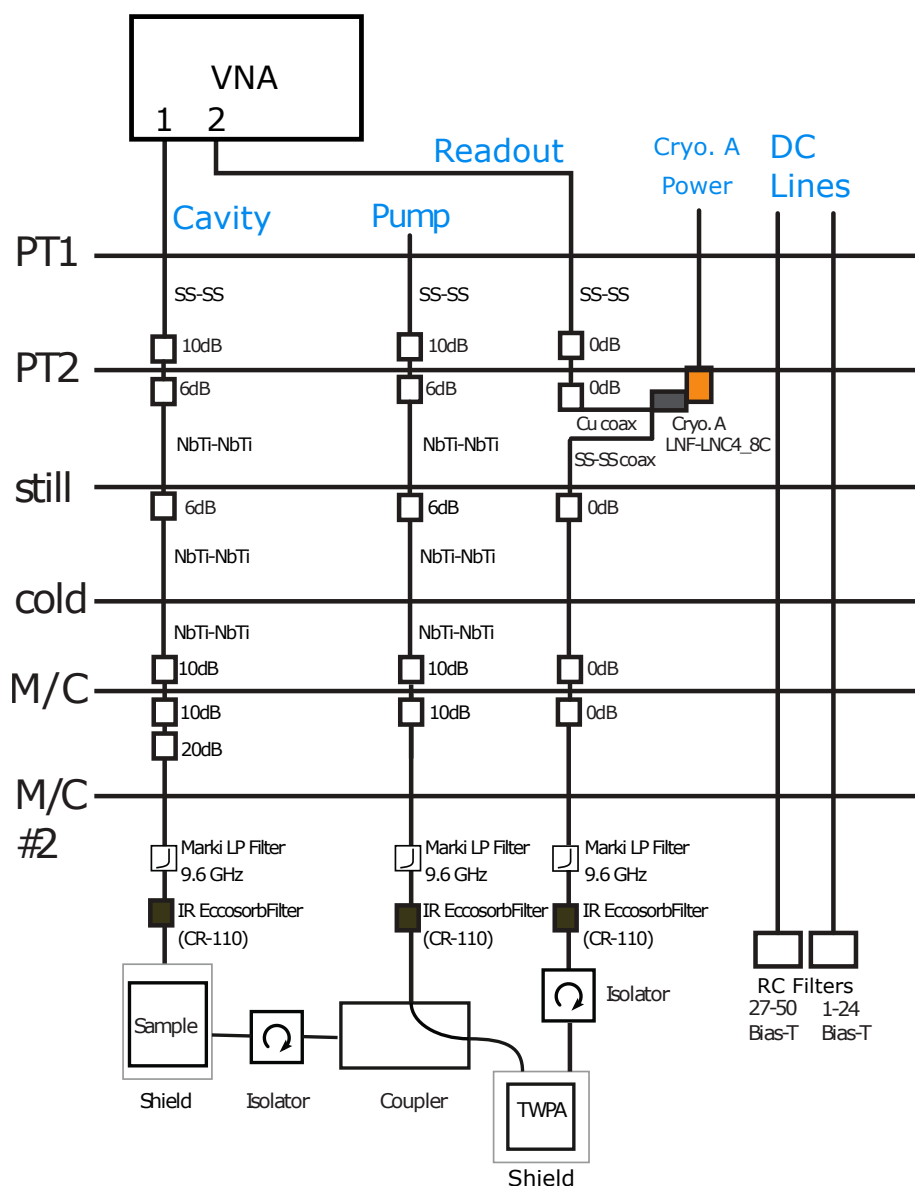 VNA
1 2
Readout
Cryo. A
Power
DC
Lines
Cavity
Pump
PT1
SS-SS
SS-SS
SS-SS
10dB
10dB
0dB
PT2
6dB
6dB
0dB
Cu coax
Cryo. A
LNF-LNC4_8C
NbTi-NbTi
NbTi-NbTi
SS-SS coax
still
6dB
6dB
0dB
NbTi-NbTi
NbTi-NbTi
cold
NbTi-NbTi
NbTi-NbTi
10dB
10dB
0dB
M/C
10dB
10dB
0dB
20dB
M/C
#2
Marki LP Filter
9.6 GHz
Marki LP Filter
9.6 GHz
Marki LP Filter
9.6 GHz
IR EccosorbFilter
(CR-110)
IR EccosorbFilter
(CR-110)
IR EccosorbFilter
(CR-110)
RC Filters
27-50
Bias-T
1-24
Bias-T
Isolator
Sample
Shield
Isolator
Coupler
TWPA
Shield